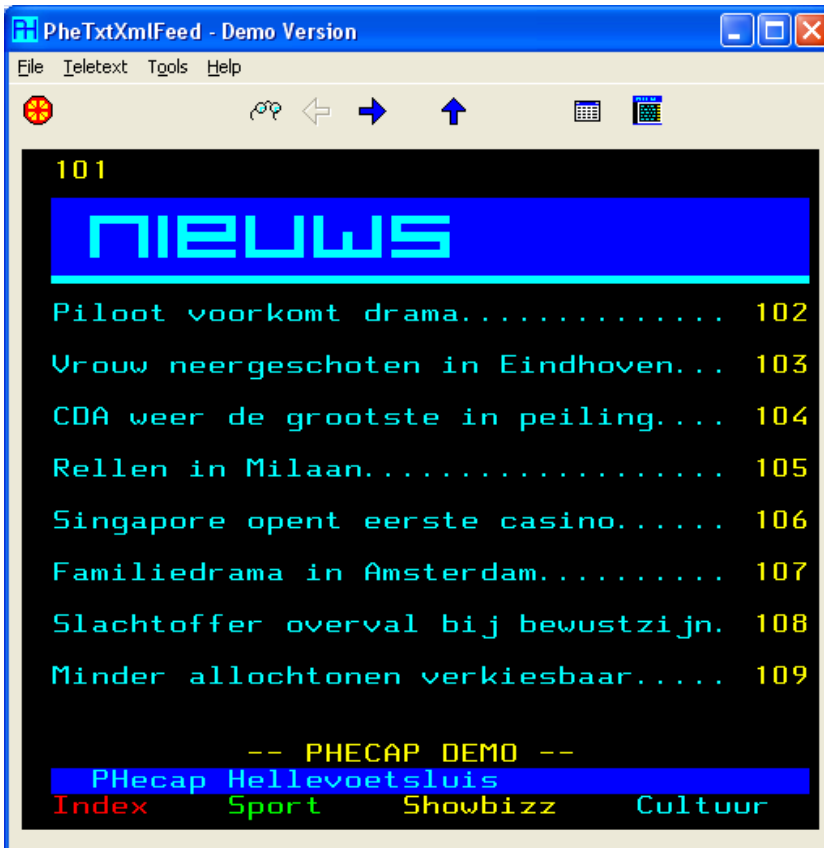 PH PheTxtXmlFeed - Demo Version
File Teletext Tools Help
101
nieuws
Piloot voorkomt drama.............. 102
Vrouw neergeschoten in Eindhoven... 103
CDA weer de grootste in peiling.... 104
Rellen in Milaan................... 105
Singapore opent eerste casino...... 106
Familiedrama in Amsterdam.......... 107
Slachtoffer overval bij bewustzijn. 108
Minder allochtonen verkiesbaar..... 109
-- PHECAP DEMO --
PHecap Hellevoetsluis
Index Sport Showbizz Cultuur